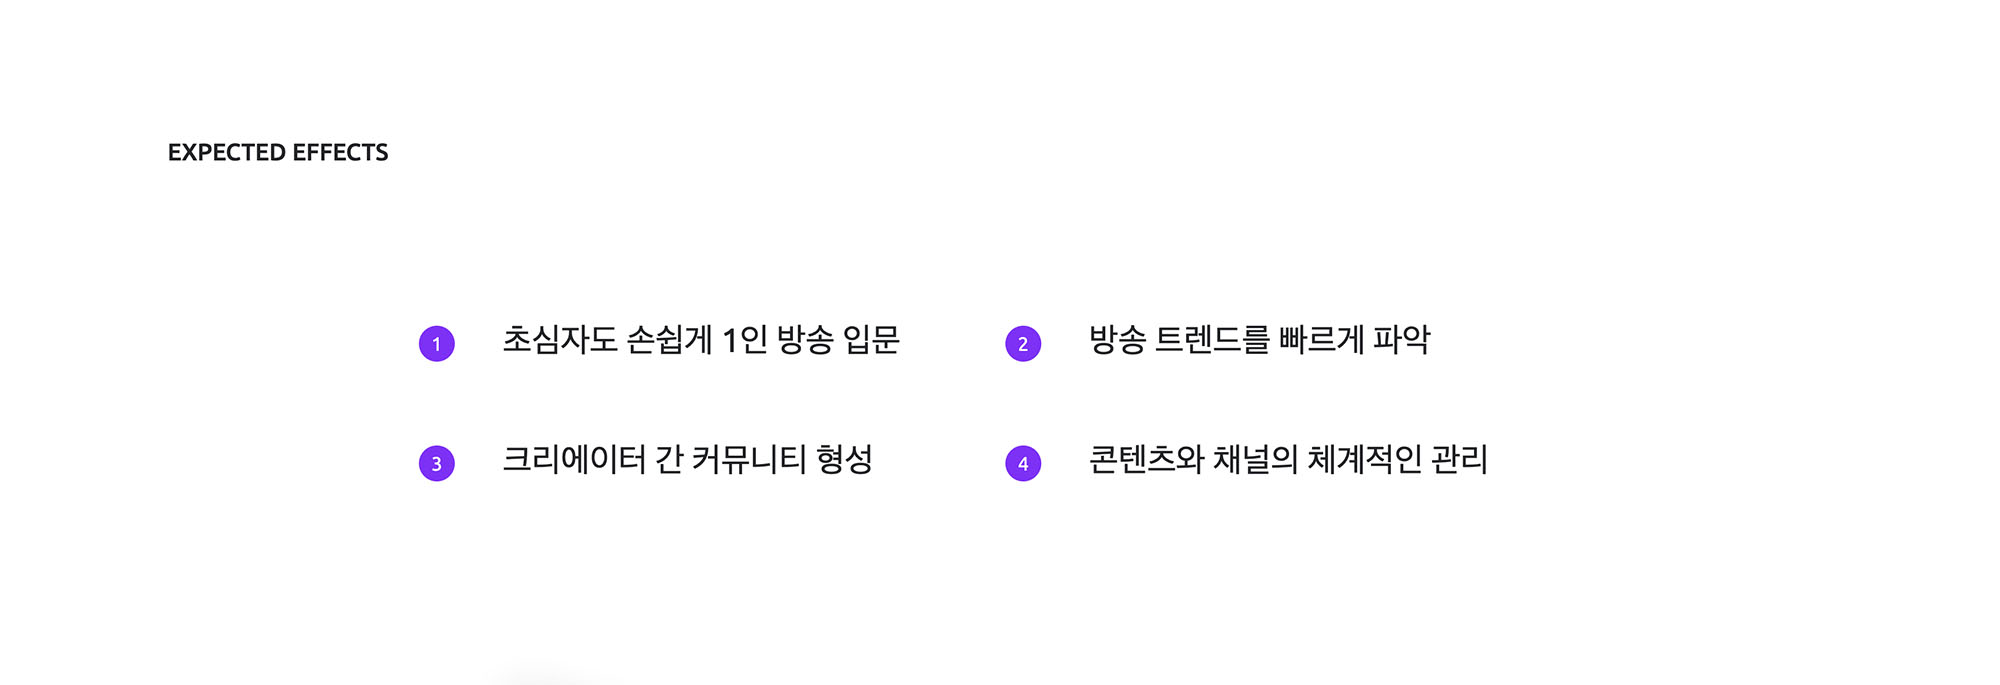 EXPECTED EFFECTS
1 초심자도 손쉽게 1인 방송 입문
2 방송 트렌드를 빠르게 파악
3 크리에이터 간 커뮤니티 형성
4 콘텐츠와 채널의 체계적인 관리